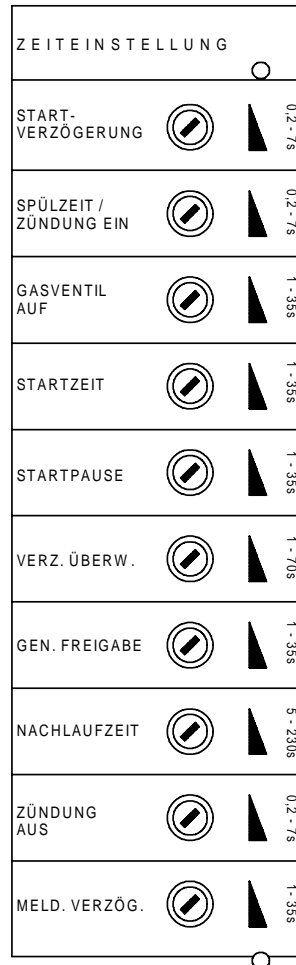 ZEITEINSTELLUNG
START-
VERZÖGERUNG
0,2 - 7s
SPÜLZEIT /
ZÜNDUNG EIN
0,2 - 7s
GASVENTIL
AUF
1 - 35s
STARTZEIT
1 - 35s
STARTPAUSE
1 - 35s
VERZ. ÜBERW.
1 - 70s
GEN. FREIGABE
1 - 35s
NACHLAUFZEIT
5 - 230s
ZÜNDUNG
AUS
0,2 - 7s
MELD. VERZÖG.
1- 35s